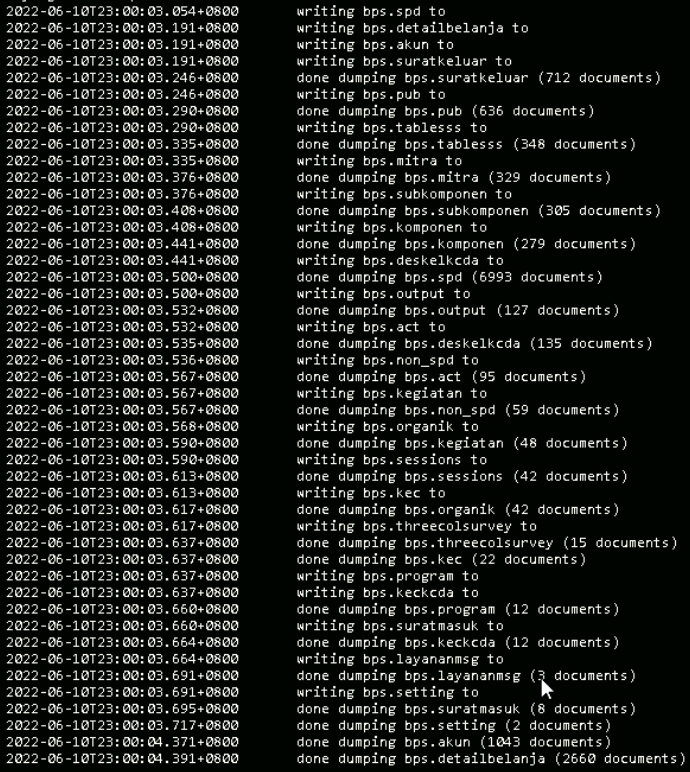 2022-06-10T23:00:03.054+0800 writing bps.spd to
2022-06-10T23:00:03.191+0800 writing bps.detailbelanja to
2022-06-10T23:00:03.191+0800 writing bps.akun to
2022-06-10T23:00:03.191+0800 writing bps.suratkeluar to
2022-06-10T23:00:03.246+0800 done dumping bps.suratkeluar (712 documents)
2022-06-10T23:00:03.246+0800 writing bps.pub to
2022-06-10T23:00:03.290+0800 done dumping bps.pub (636 documents)
2022-06-10T23:00:03.290+0800 writing bps.tablesss to
2022-06-10T23:00:03.335+0800 done dumping bps.tablesss (348 documents)
2022-06-10T23:00:03.335+0800 writing bps.mitra to
2022-06-10T23:00:03.376+0800 done dumping bps.mitra (329 documents)
2022-06-10T23:00:03.376+0800 writing bps.subkomponen to
2022-06-10T23:00:03.408+0800 done dumping bps.subkomponen (305 documents)
2022-06-10T23:00:03.408+0800 writing bps.komponen to
2022-06-10T23:00:03.441+0800 done dumping bps.komponen (279 documents)
2022-06-10T23:00:03.441+0800 writing bps.deskelkcda to
2022-06-10T23:00:03.500+0800 done dumping bps.spd (6993 documents)
2022-06-10T23:00:03.500+0800 writing bps.output to
2022-06-10T23:00:03.532+0800 done dumping bps.output (127 documents)
2022-06-10T23:00:03.532+0800 writing bps.act to
2022-06-10T23:00:03.535+0800 done dumping bps.deskelkcda (135 documents)
2022-06-10T23:00:03.536+0800 writing bps.non_spd to
2022-06-10T23:00:03.567+0800 done dumping bps.act (95 documents)
2022-06-10T23:00:03.567+0800 writing bps.kegiatan to
2022-06-10T23:00:03.567+0800 done dumping bps.non_spd (59 documents)
2022-06-10T23:00:03.568+0800 writing bps.organik to
2022-06-10T23:00:03.590+0800 done dumping bps.kegiatan (48 documents)
2022-06-10T23:00:03.590+0800 writing bps.sessions to
2022-06-10T23:00:03.613+0800 done dumping bps.sessions (42 documents)
2022-06-10T23:00:03.613+0800 writing bps.kec to
2022-06-10T23:00:03.617+0800 done dumping bps.organik (42 documents)
2022-06-10T23:00:03.617+0800 writing bps.threecolsurvey to
2022-06-10T23:00:03.637+0800 done dumping bps.threecolsurvey (15 documents)
2022-06-10T23:00:03.637+0800 done dumping bps.kec (22 documents)
2022-06-10T23:00:03.637+0800 writing bps.program to
2022-06-10T23:00:03.637+0800 writing bps.keckcda to
2022-06-10T23:00:03.660+0800 done dumping bps.program (12 documents)
2022-06-10T23:00:03.660+0800 writing bps.suratmasuk to
2022-06-10T23:00:03.664+0800 done dumping bps.keckcda (12 documents)
2022-06-10T23:00:03.664+0800 writing bps.layananmsg to
2022-06-10T23:00:03.691+0800 done dumping bps.layananmsg (3 documents)
2022-06-10T23:00:03.691+0800 writing bps.setting to
2022-06-10T23:00:03.695+0800 done dumping bps.suratmasuk (8 documents)
2022-06-10T23:00:03.717+0800 done dumping bps.setting (2 documents)
2022-06-10T23:00:04.371+0800 done dumping bps.akun (1043 documents)
2022-06-10T23:00:04.391+0800 done dumping bps.detailbelanja (2660 documents)